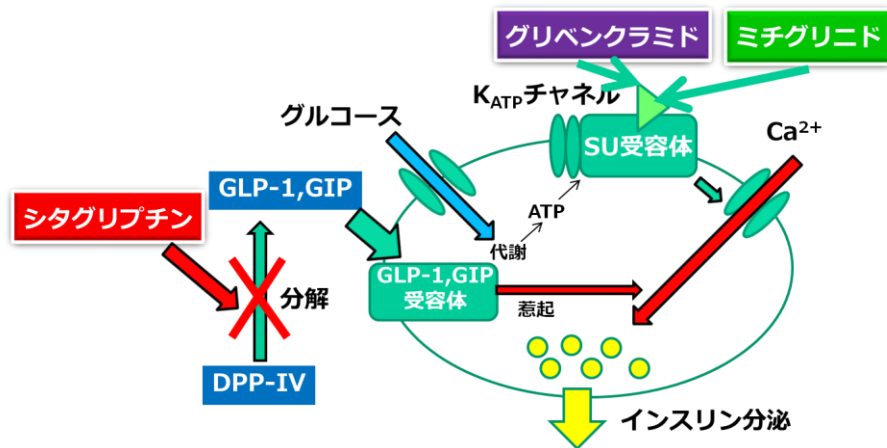 グリベンクラミド
ミチグリニド
KATPチャネル
グルコース
SU受容体
Ca²⁺
GLP-1,GIP
シタグリプチン
ATP
代謝
GLP-1,GIP
受容体
分解
惹起
DPP-IV
インスリン分泌